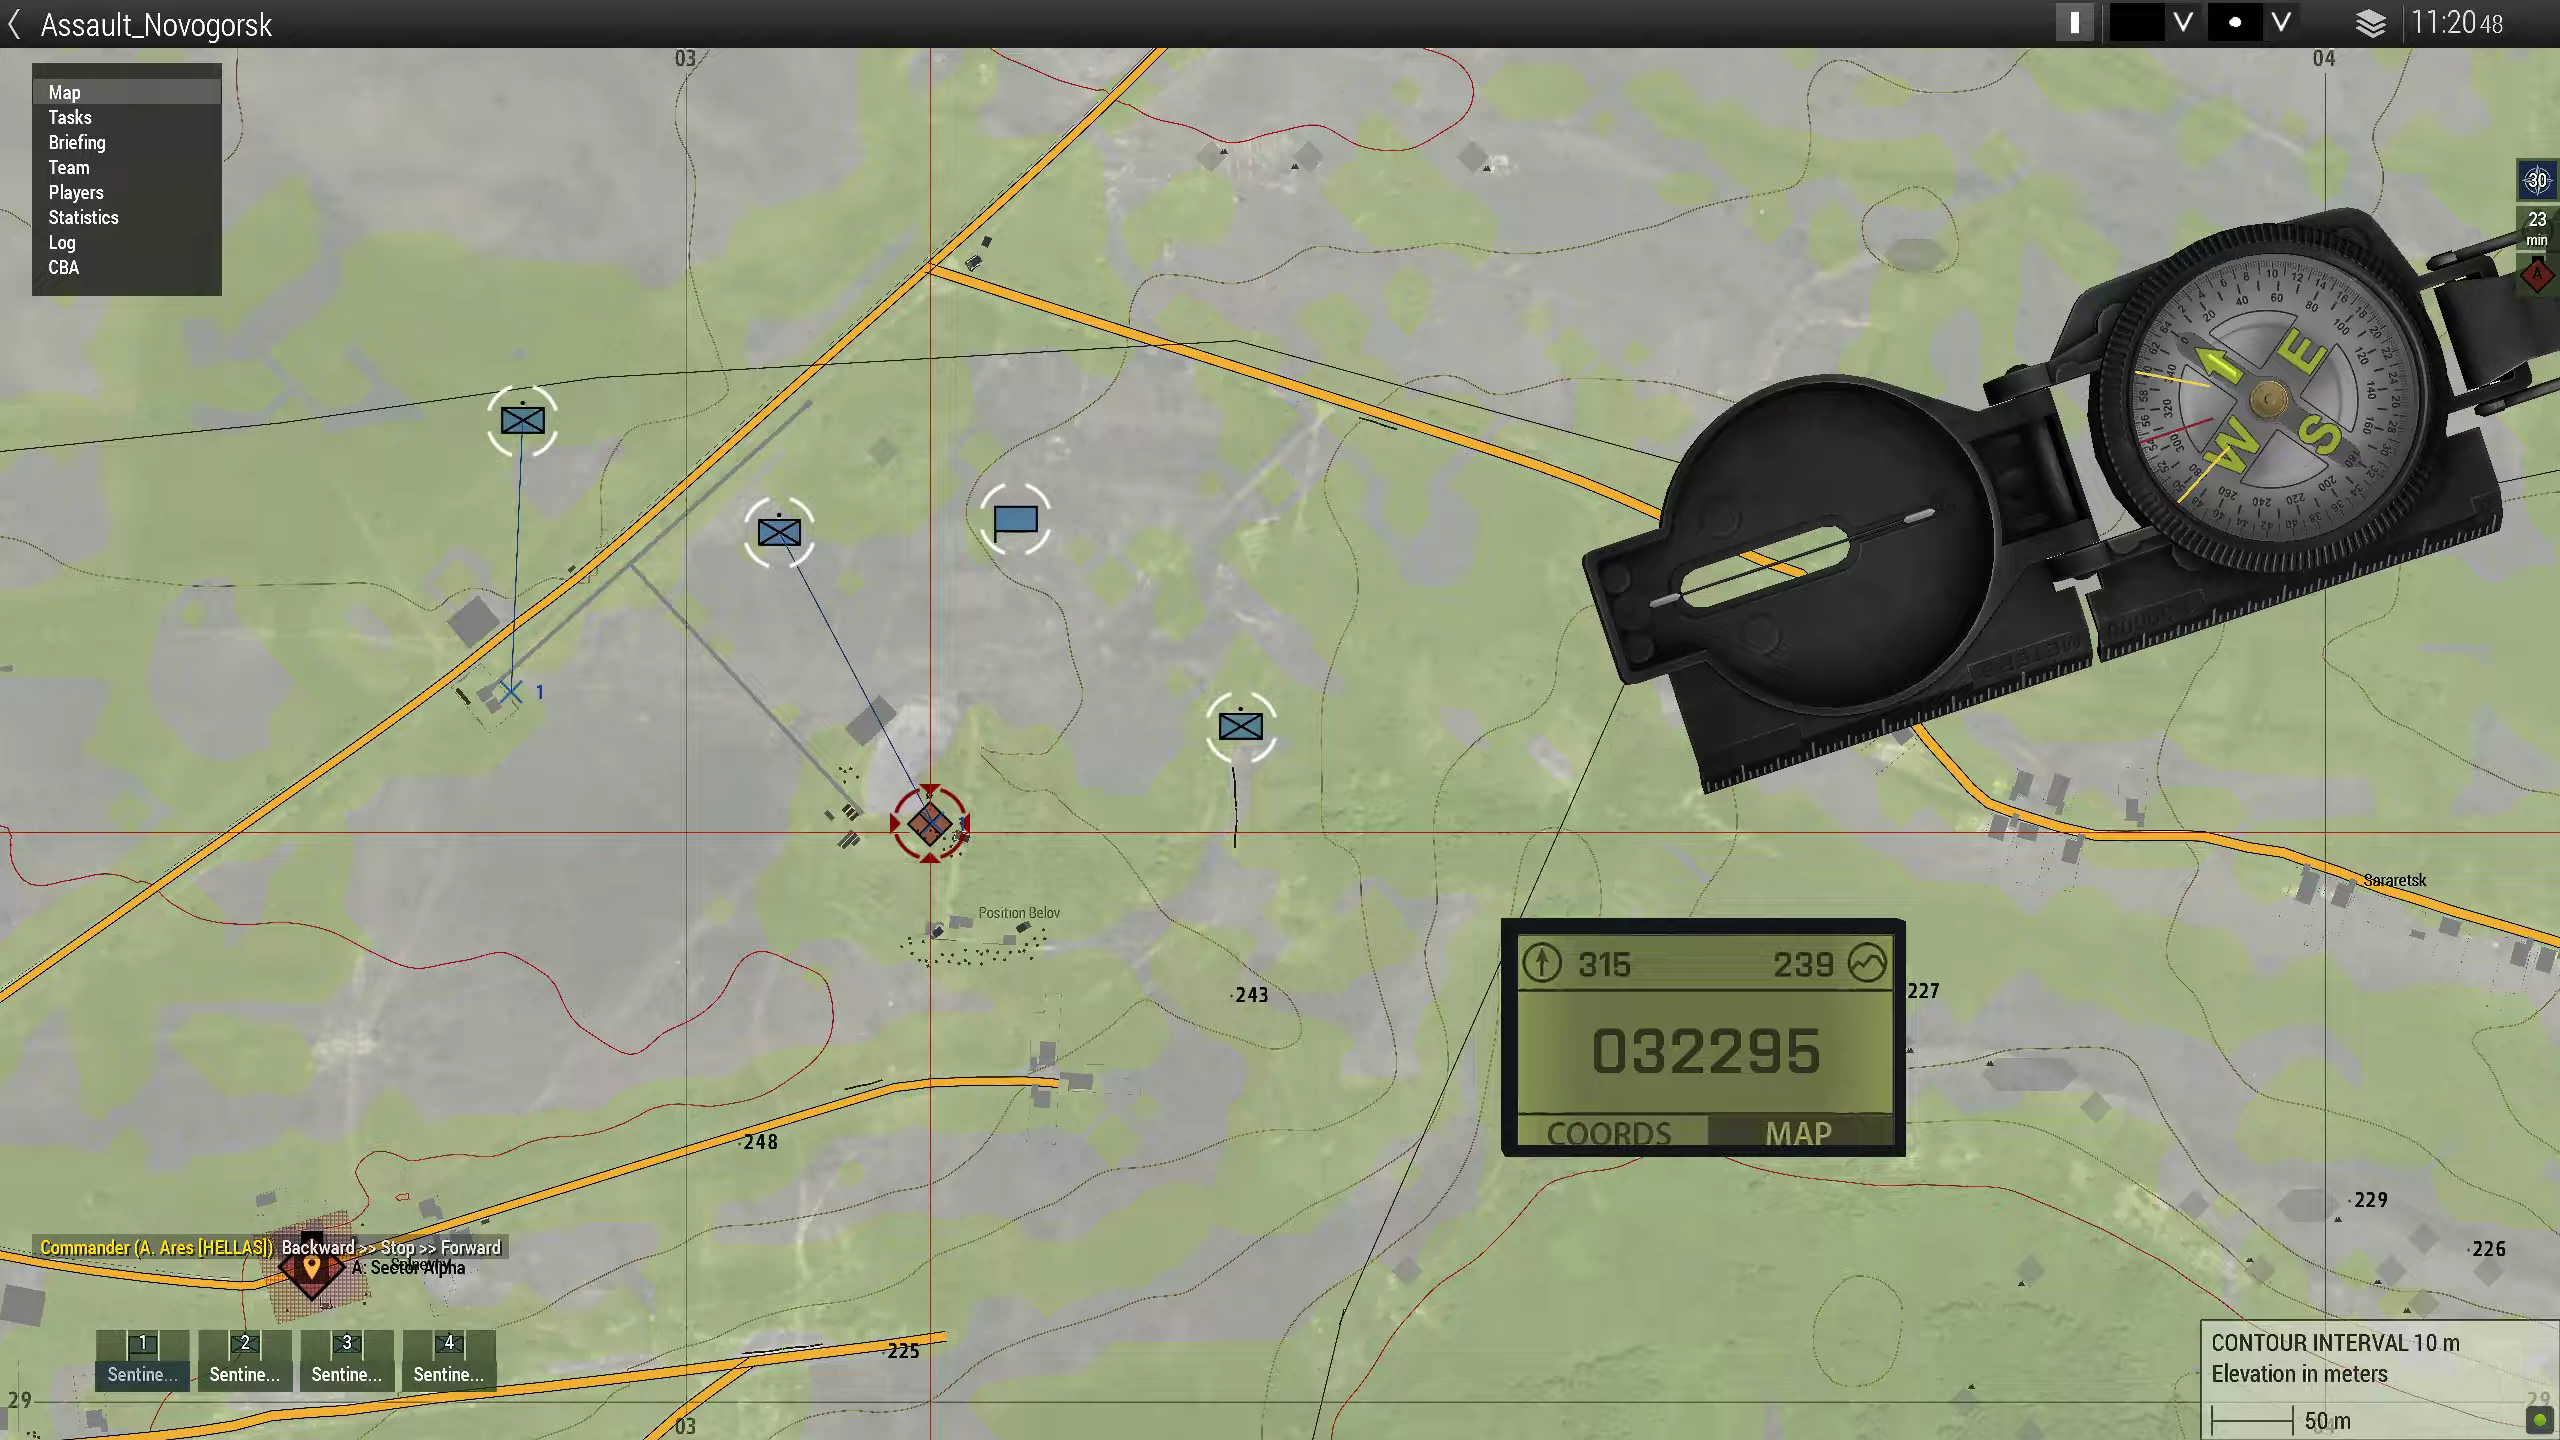 Assault_Novogorsk
V
V
11:20 48
03
04
Map
Tasks
Briefing
Team
Players
Statistics
Log
CBA
30
23
min
A
E
S
W
1
Position Belov
Sararetsk
243
227
315
239
032295
COORDS
MAP
248
229
226
Commander (A. Ares [HELLAS]) Backward >> Stop >> Forward
A: Sector Alpha
1
2
3
4
Sentine...
Sentine...
Sentine...
Sentine...
225
CONTOUR INTERVAL 10 m
Elevation in meters
50 m
29
03